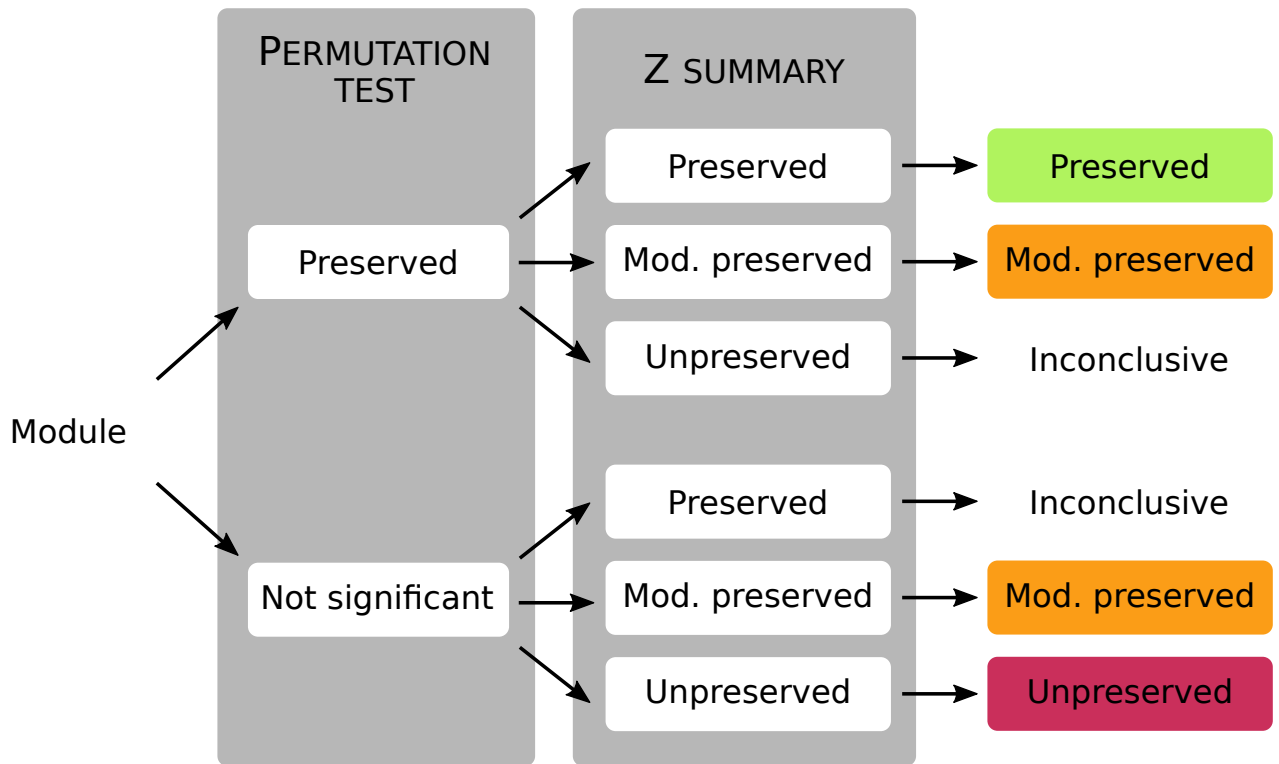 PERMUTATION
TEST
Z SUMMARY
Module
Preserved
Preserved
Preserved
Mod. preserved
Mod. preserved
Unpreserved
Inconclusive
Not significant
Preserved
Inconclusive
Mod. preserved
Mod. preserved
Unpreserved
Unpreserved